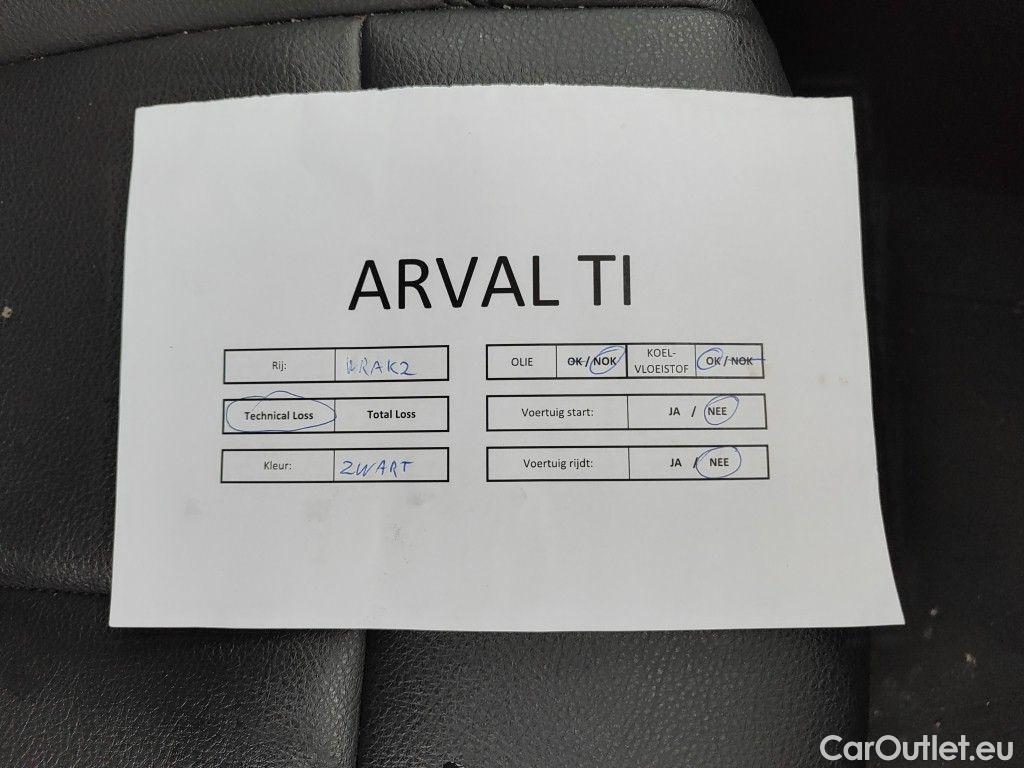 ARVAL TI
Rij: WRAK2
OLIE OK / NOK KOEL-VLOEISTOF OK / NOK
Technical Loss Total Loss
Voertuig start: JA / NEE
Kleur: ZWART
Voertuig rijdt: JA / NEE
CarOutlet.eu